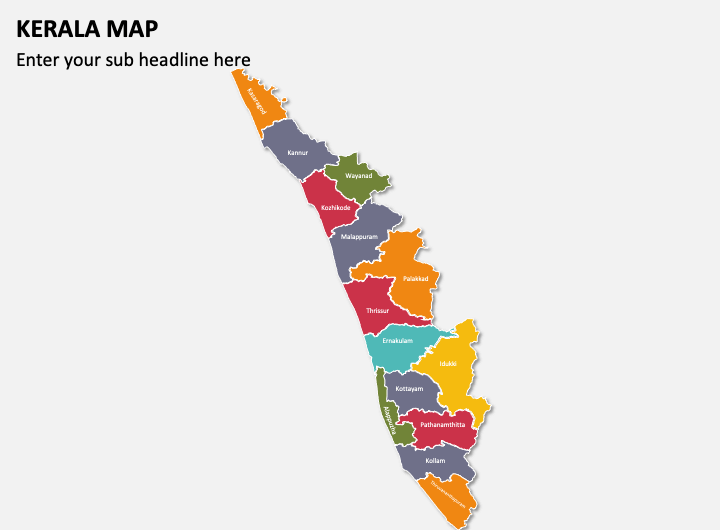 KERALA MAP
Enter your sub headline here
Kasaragod
Kannur
Wayanad
Kozhikode
Malappuram
Palakkad
Thrissur
Ernakulam
Idukki
Kottayam
Alappuzha
Pathanamthitta
Kollam